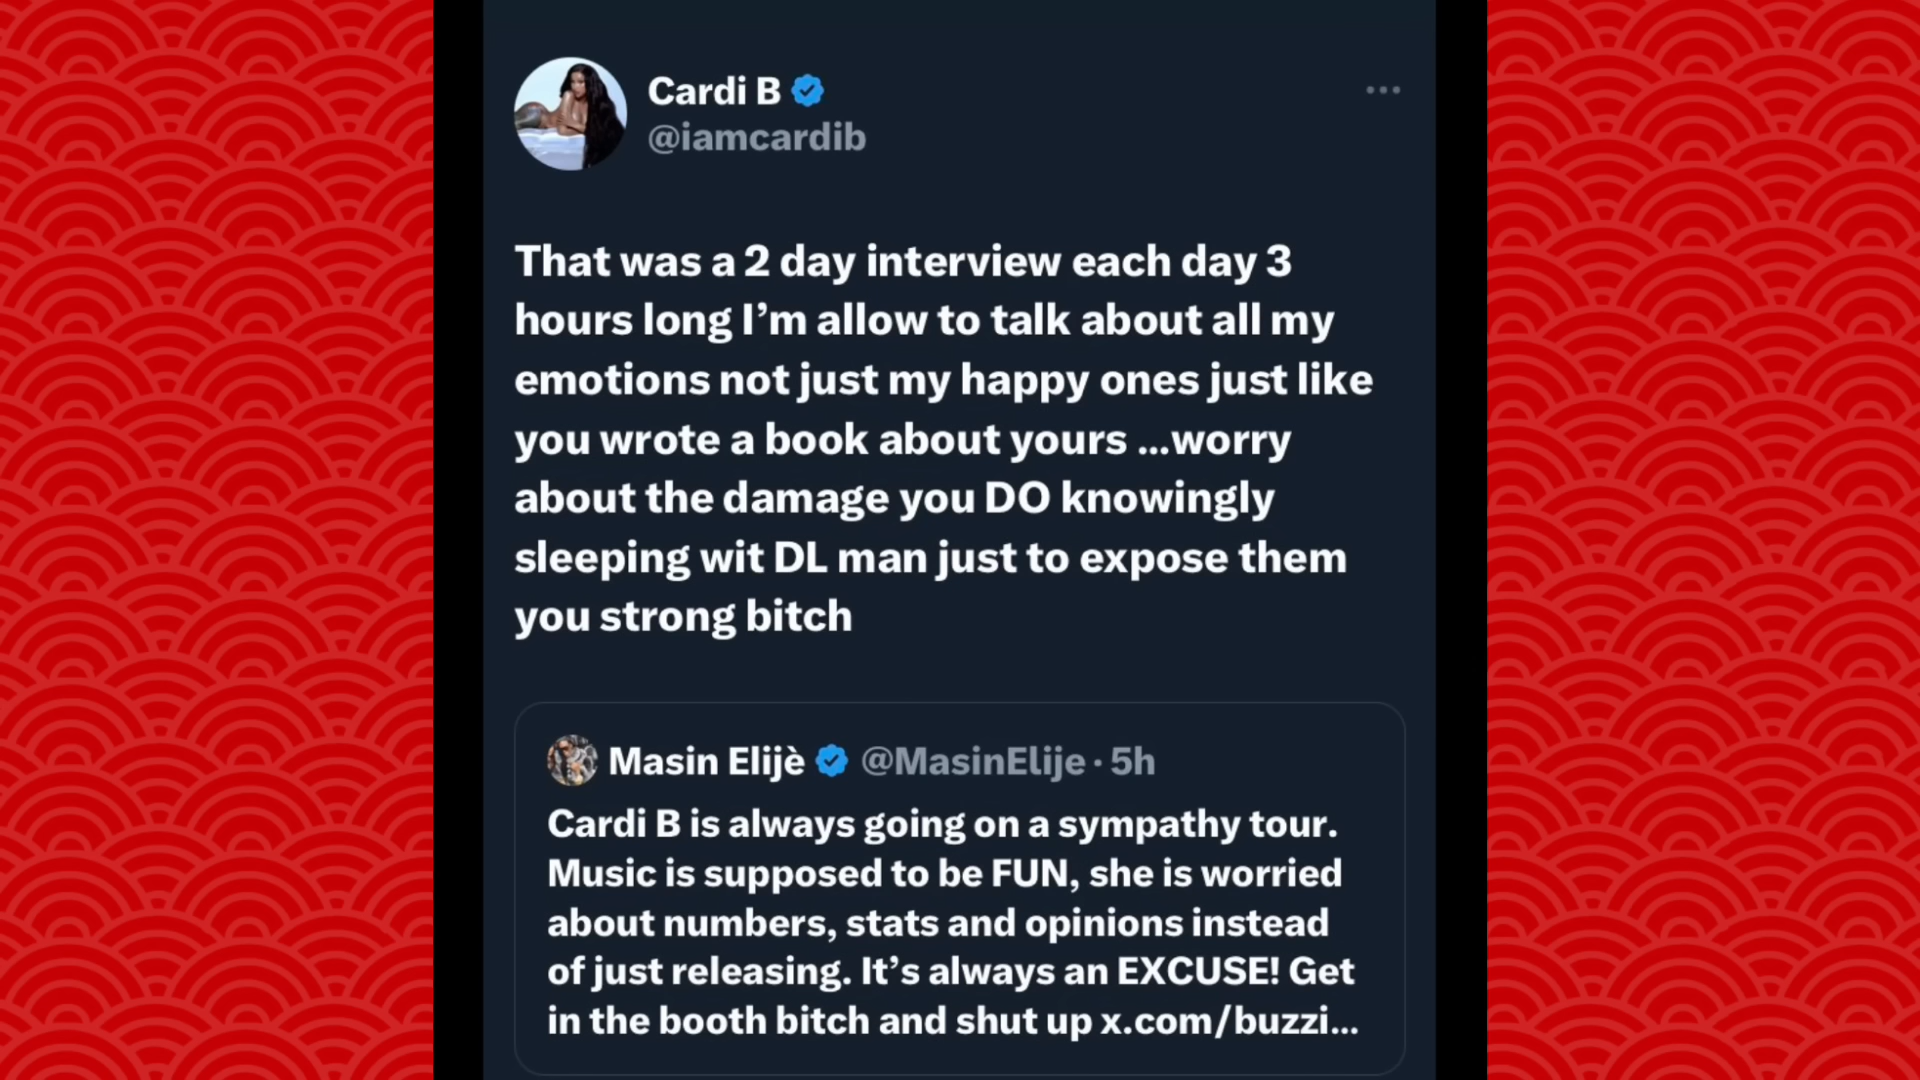 Cardi B
@iamcardib
That was a 2 day interview each day 3
hours long I’m allow to talk about all my
emotions not just my happy ones just like
you wrote a book about yours ...worry
about the damage you DO knowingly
sleeping wit DL man just to expose them
you strong bitch
Masin Elijè @MasinElije · 5h
Cardi B is always going on a sympathy tour.
Music is supposed to be FUN, she is worried
about numbers, stats and opinions instead
of just releasing. It’s always an EXCUSE! Get
in the booth bitch and shut up x.com/buzzi...